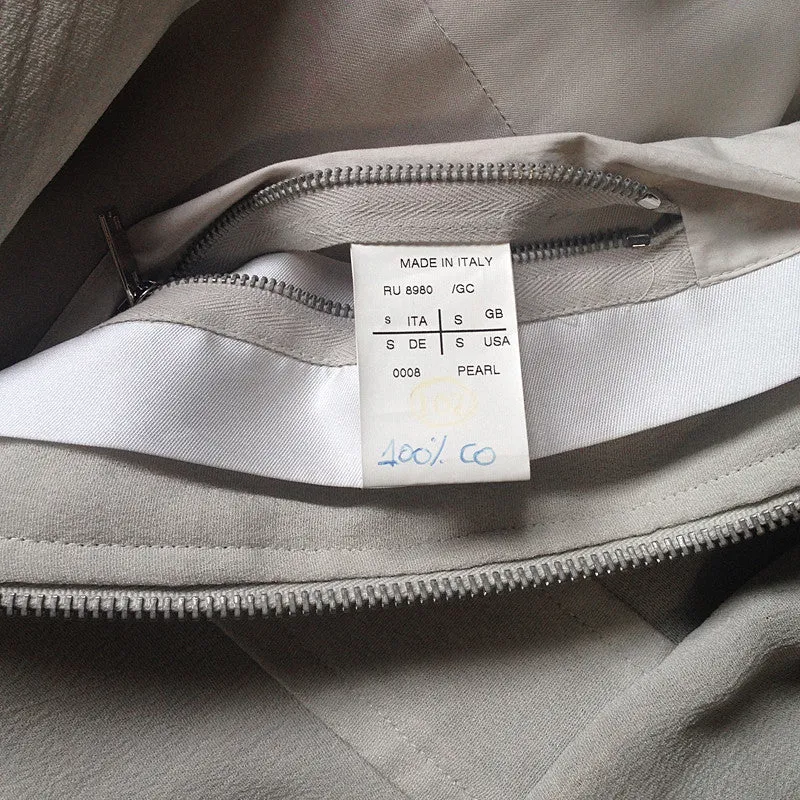 MADE IN ITALY
RU 8980 /GC
S ITA S GB
S DE S USA
0008 PEARL
100% CO